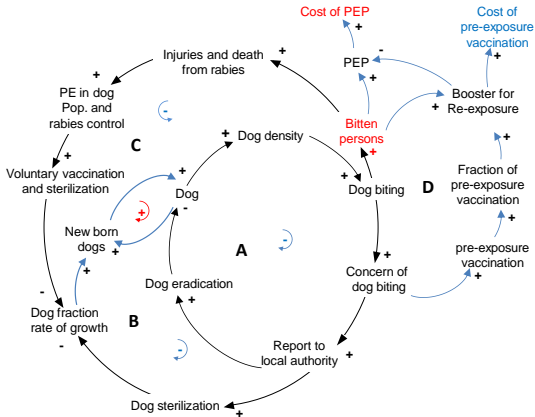 Cost of PEP
Cost of
pre-exposure
vaccination
+
+
-
Injuries and death
from rabies
+
PEP
+
+
Booster for
Re-exposure
+
PE in dog
Pop. and
rabies control
-
C
+
Dog density
Bitten
persons
+
+
+
+
Voluntary vaccination
and sterilization
+
Dog
-
+
Dog biting
D
Fraction of
pre-exposure
vaccination
+
+
New born
dogs
+
+
A
-
+
pre-exposure
vaccination
+
Concern of
dog biting
Dog eradication
+
-
Dog fraction
rate of growth
-
B
-
Report to
local authority
+
Dog sterilization
+